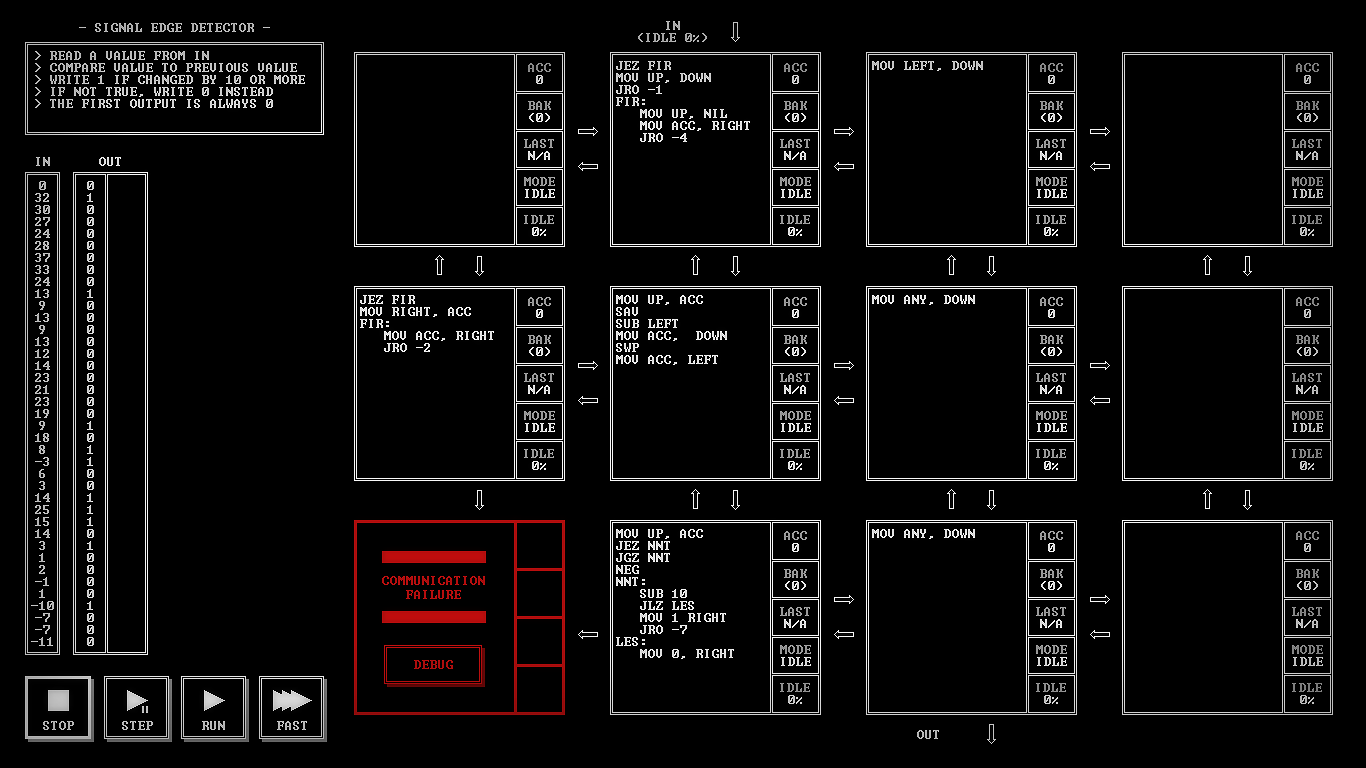 - SIGNAL EDGE DETECTOR -
> READ A VALUE FROM IN
> COMPARE VALUE TO PREVIOUS VALUE
> WRITE 1 IF CHANGED BY 10 OR MORE
> IF NOT TRUE, WRITE 0 INSTEAD
> THE FIRST OUTPUT IS ALWAYS 0
IN OUT
0 0
32 1
30 0
27 0
24 0
28 0
37 0
33 0
24 0
13 1
9 0
13 0
9 0
13 0
12 0
14 0
23 0
21 0
23 0
19 0
9 1
18 0
8 1
-3 1
6 0
3 0
14 1
25 1
15 1
14 0
3 1
1 0
2 0
-1 0
1 0
-10 1
-7 0
-7 0
-11 0
STOP
STEP
RUN
FAST
IN
(IDLE 0%)
ACC
0
BAK
(0)
LAST
N/A
MODE
IDLE
IDLE
0%
JEZ FIR
MOV UP, DOWN
JRO -1
FIR:
MOV UP, NIL
MOV ACC, RIGHT
JRO -4
ACC
0
BAK
(0)
LAST
N/A
MODE
IDLE
IDLE
0%
MOV LEFT, DOWN
ACC
0
BAK
(0)
LAST
N/A
MODE
IDLE
IDLE
0%
ACC
0
BAK
(0)
LAST
N/A
MODE
IDLE
IDLE
0%
JEZ FIR
MOV RIGHT, ACC
FIR:
MOV ACC, RIGHT
JRO -2
ACC
0
BAK
(0)
LAST
N/A
MODE
IDLE
IDLE
0%
MOV UP, ACC
SAV
SUB LEFT
MOV ACC,  DOWN
SWP
MOV ACC, LEFT
ACC
0
BAK
(0)
LAST
N/A
MODE
IDLE
IDLE
0%
MOV ANY, DOWN
ACC
0
BAK
(0)
LAST
N/A
MODE
IDLE
IDLE
0%
ACC
0
BAK
(0)
LAST
N/A
MODE
IDLE
IDLE
0%
COMMUNICATION
FAILURE
DEBUG
MOV UP, ACC
JEZ NNT
JGZ NNT
NEG
NNT:
SUB 10
JLZ LES
MOV 1 RIGHT
JRO -7
LES:
MOV 0, RIGHT
ACC
0
BAK
(0)
LAST
N/A
MODE
IDLE
IDLE
0%
MOV ANY, DOWN
ACC
0
BAK
(0)
LAST
N/A
MODE
IDLE
IDLE
0%
ACC
0
BAK
(0)
LAST
N/A
MODE
IDLE
IDLE
0%
OUT